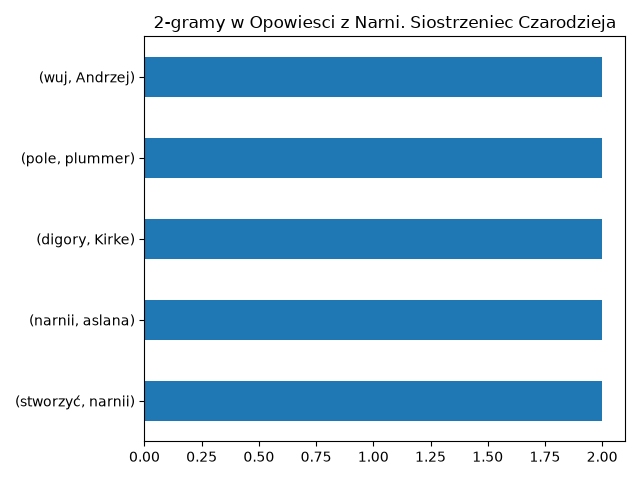 2-gramy w Opowiesci z Narni. Siostrzeniec Czarodzieja
(wuj, Andrzej)
(pole, plummer)
(digory, Kirke)
(narnii, aslana)
(stworzyć, narnii)
0.00 0.25 0.50 0.75 1.00 1.25 1.50 1.75 2.00